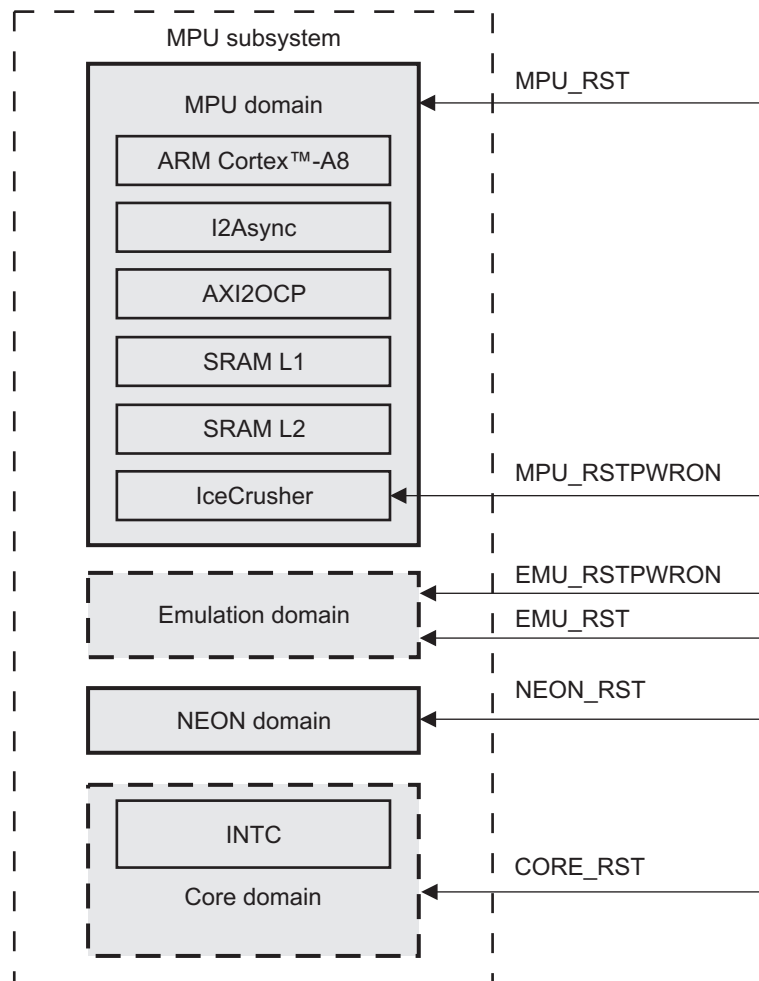 MPU subsystem
MPU_RST
MPU domain
ARM Cortex™-A8
I2Async
AXI2OCP
SRAM L1
SRAM L2
MPU_RSTPWRON
IceCrusher
EMU_RSTPWRON
Emulation domain
EMU_RST
NEON_RST
NEON domain
INTC
CORE_RST
Core domain